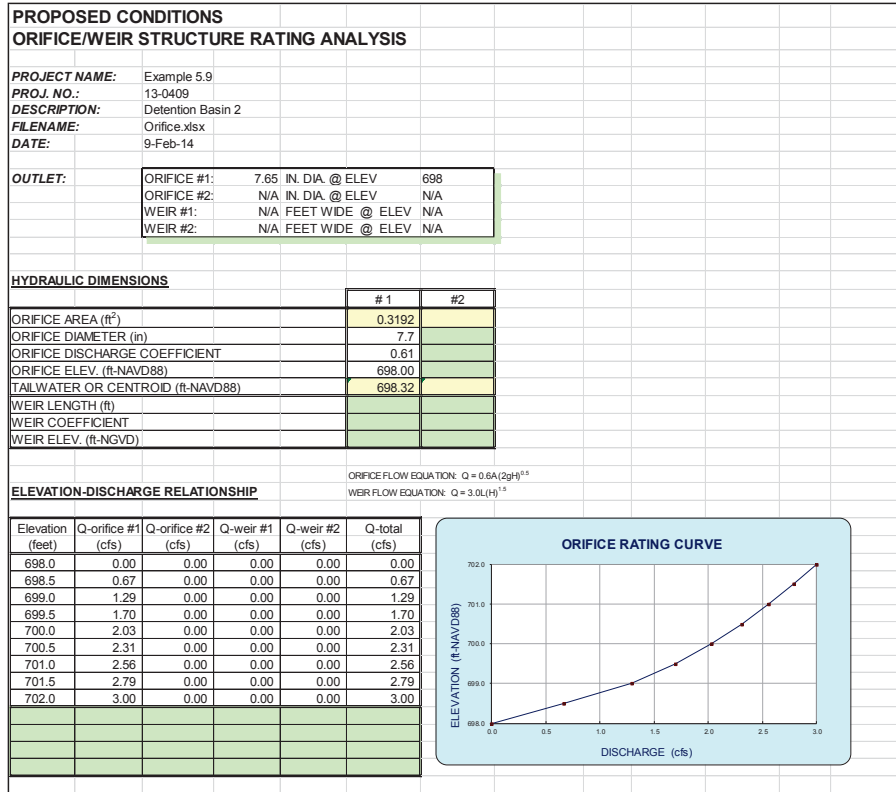 PROPOSED CONDITIONS
ORIFICE/WEIR STRUCTURE RATING ANALYSIS
PROJECT NAME: Example 5.9
PROJ. NO.: 13-0409
DESCRIPTION: Detention Basin 2
FILENAME: Orifice.xlsx
DATE: 9-Feb-14
OUTLET: ORIFICE #1: 7.65 IN. DIA. @ ELEV 698
ORIFICE #2: N/A IN. DIA. @ ELEV N/A
WEIR #1: N/A FEET WIDE @ ELEV N/A
WEIR #2: N/A FEET WIDE @ ELEV N/A
HYDRAULIC DIMENSIONS
# 1 #2
ORIFICE AREA (ft²) 0.3192
ORIFICE DIAMETER (in) 7.7
ORIFICE DISCHARGE COEFFICIENT 0.61
ORIFICE ELEV. (ft-NAVD88) 698.00
TAILWATER OR CENTROID (ft-NAVD88) 698.32
WEIR LENGTH (ft)
WEIR COEFFICIENT
WEIR ELEV. (ft-NGVD)
ORIFICE FLOW EQUATION: Q = 0.6A(2gH)^0.5
ELEVATION-DISCHARGE RELATIONSHIP WEIR FLOW EQUATION: Q = 3.0L(H)^1.5
Elevation Q-orifice #1 Q-orifice #2 Q-weir #1 Q-weir #2 Q-total
(feet) (cfs) (cfs) (cfs) (cfs) (cfs)
698.0 0.00 0.00 0.00 0.00 0.00
698.5 0.67 0.00 0.00 0.00 0.67
699.0 1.29 0.00 0.00 0.00 1.29
699.5 1.70 0.00 0.00 0.00 1.70
700.0 2.03 0.00 0.00 0.00 2.03
700.5 2.31 0.00 0.00 0.00 2.31
701.0 2.56 0.00 0.00 0.00 2.56
701.5 2.79 0.00 0.00 0.00 2.79
702.0 3.00 0.00 0.00 0.00 3.00
ORIFICE RATING CURVE
ELEVATION (ft-NAVD88)
702.0
701.0
700.0
699.0
698.0
0.0 0.5 1.0 1.5 2.0 2.5 3.0
DISCHARGE (cfs)